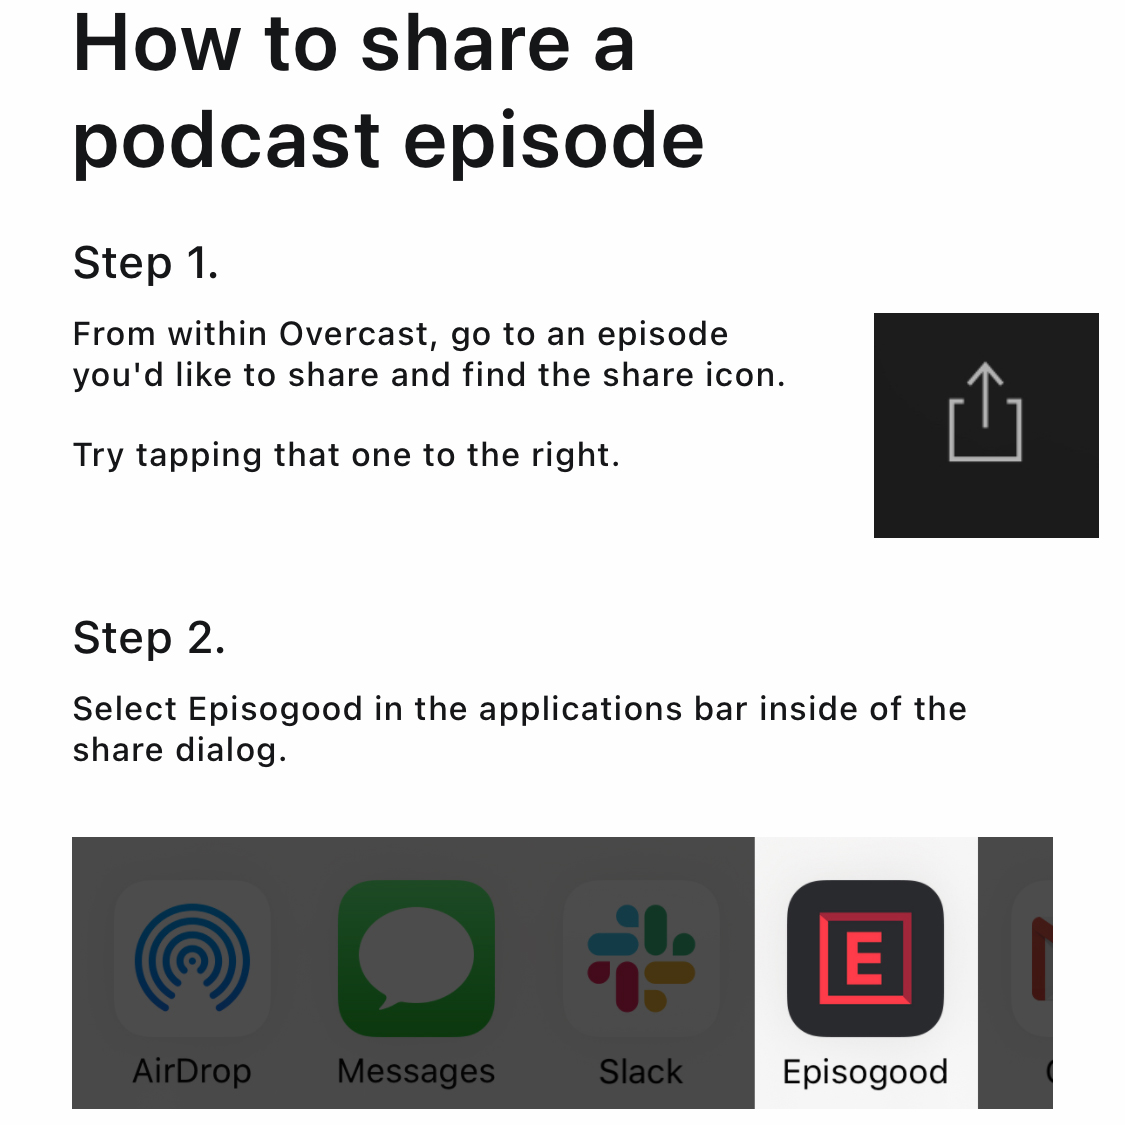 How to share a
podcast episode
Step 1.
From within Overcast, go to an episode
you'd like to share and find the share icon.
Try tapping that one to the right.
Step 2.
Select Episogood in the applications bar inside of the
share dialog.
E
AirDrop Messages Slack Episogood